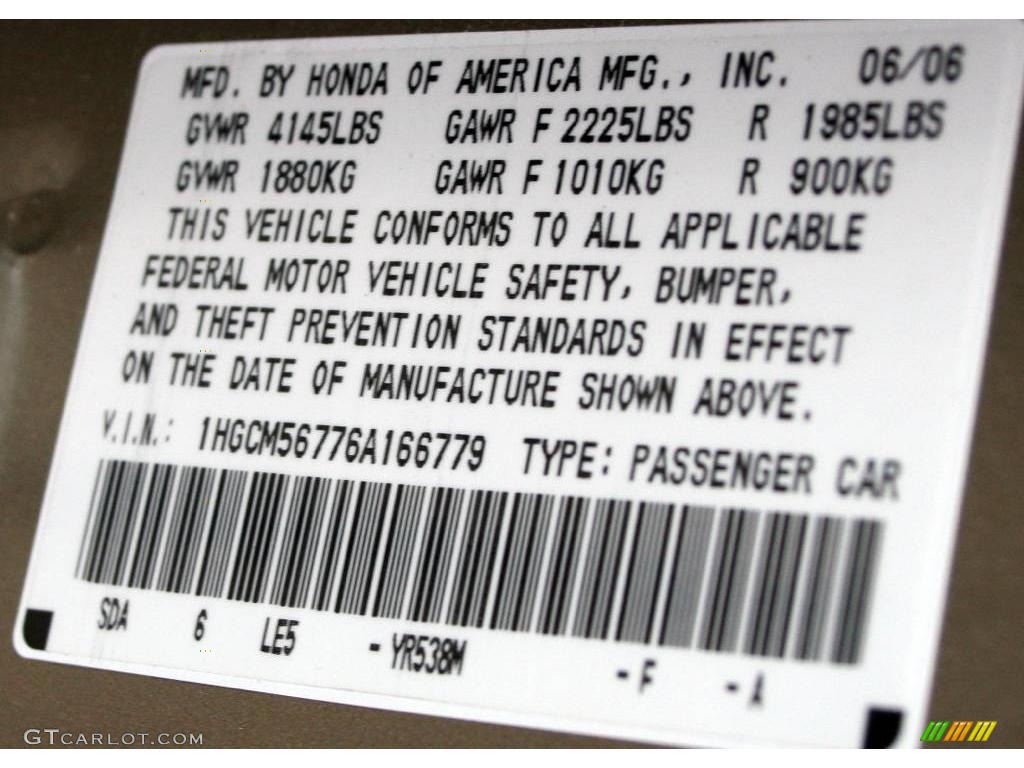 MFD. BY HONDA OF AMERICA MFG., INC. 06/06
GVWR 4145LBS GAWR F 2225LBS R 1985LBS
GVWR 1880KG GAWR F 1010KG R 900KG
THIS VEHICLE CONFORMS TO ALL APPLICABLE
FEDERAL MOTOR VEHICLE SAFETY, BUMPER,
AND THEFT PREVENTION STANDARDS IN EFFECT
ON THE DATE OF MANUFACTURE SHOWN ABOVE.
V.I.N.: 1HGCM56776A166779 TYPE: PASSENGER CAR
SDA 6 LE5 - YR538M - F - A
GTCARLOT.COM